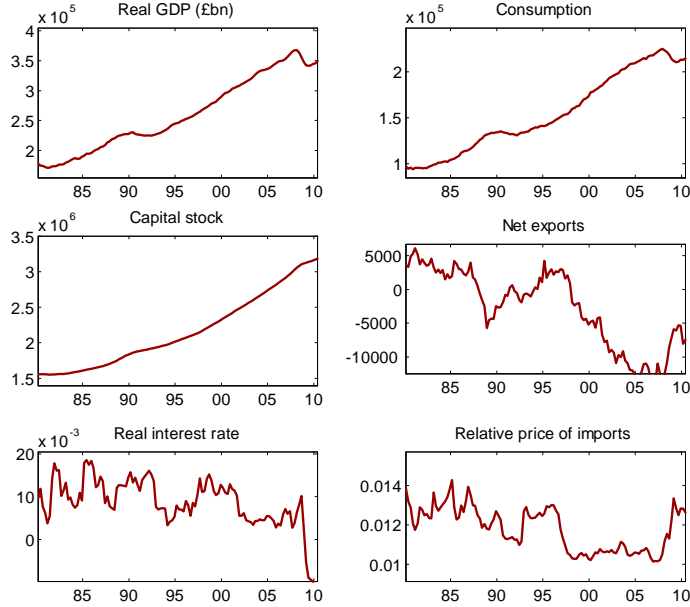 Real GDP (£bn)
x 10^5
4
3.5
3
2.5
2
85 90 95 00 05 10
Consumption
x 10^5
2
1.5
1
85 90 95 00 05 10
Capital stock
x 10^6
3.5
3
2.5
2
1.5
85 90 95 00 05 10
Net exports
5000
0
-5000
-10000
85 90 95 00 05 10
Real interest rate
x 10^-3
20
10
0
85 90 95 00 05 10
Relative price of imports
0.014
0.012
0.01
85 90 95 00 05 10